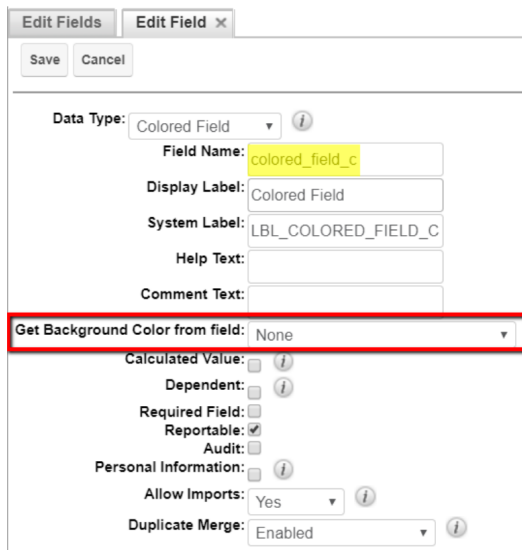 Edit Fields Edit Field ×
Save Cancel
Data Type: Colored Field
Field Name: colored_field_c
Display Label: Colored Field
System Label: LBL_COLORED_FIELD_C
Help Text:
Comment Text:
Get Background Color from field: None
Calculated Value: i
Dependent: i
Required Field:
Reportable:
Audit:
Personal Information: i
Allow Imports: Yes i
Duplicate Merge: Enabled i